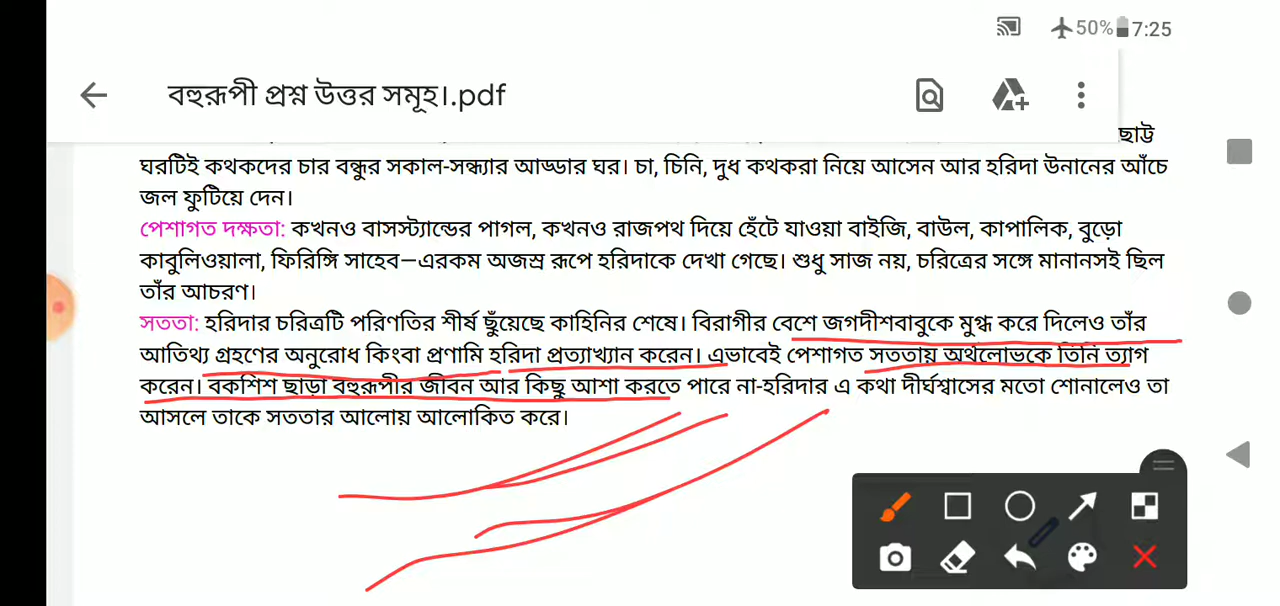 50% 7:25
বহুরূপী প্রশ্ন উত্তর সমূহ।.pdf
ছোট্ট
ঘরটিই কথকদের চার বন্ধুর সকাল-সন্ধ্যার আড্ডার ঘর। চা, চিনি, দুধ কথকরা নিয়ে আসেন আর হরিদা উনানের আঁচে
জল ফুটিয়ে দেন।
পেশাগত দক্ষতা: কখনও বাসস্ট্যান্ডের পাগল, কখনও রাজপথ দিয়ে হেঁটে যাওয়া বাইজি, বাউল, কাপালিক, বুড়ো
কাবুলিওয়ালা, ফিরিঙ্গি সাহেব—এরকম অজস্র রূপে হরিদাকে দেখা গেছে। শুধু সাজ নয়, চরিত্রের সঙ্গে মানানসই ছিল
তাঁর আচরণ।
সততা: হরিদার চরিত্রটি পরিণতির শীর্ষ ছুঁয়েছে কাহিনির শেষে। বিরাগীর বেশে জগদীশবাবুকে মুগ্ধ করে দিলেও তাঁর
আতিথ্য গ্রহণের অনুরোধ কিংবা প্রণামি হরিদা প্রত্যাখ্যান করেন। এভাবেই পেশাগত সততায় অর্থলোভকে তিনি ত্যাগ
করেন। বকশিশ ছাড়া বহুরূপীর জীবন আর কিছু আশা করতে পারে না-হরিদার এ কথা দীর্ঘশ্বাসের মতো শোনালেও তা
আসলে তাকে সততার আলোয় আলোকিত করে।